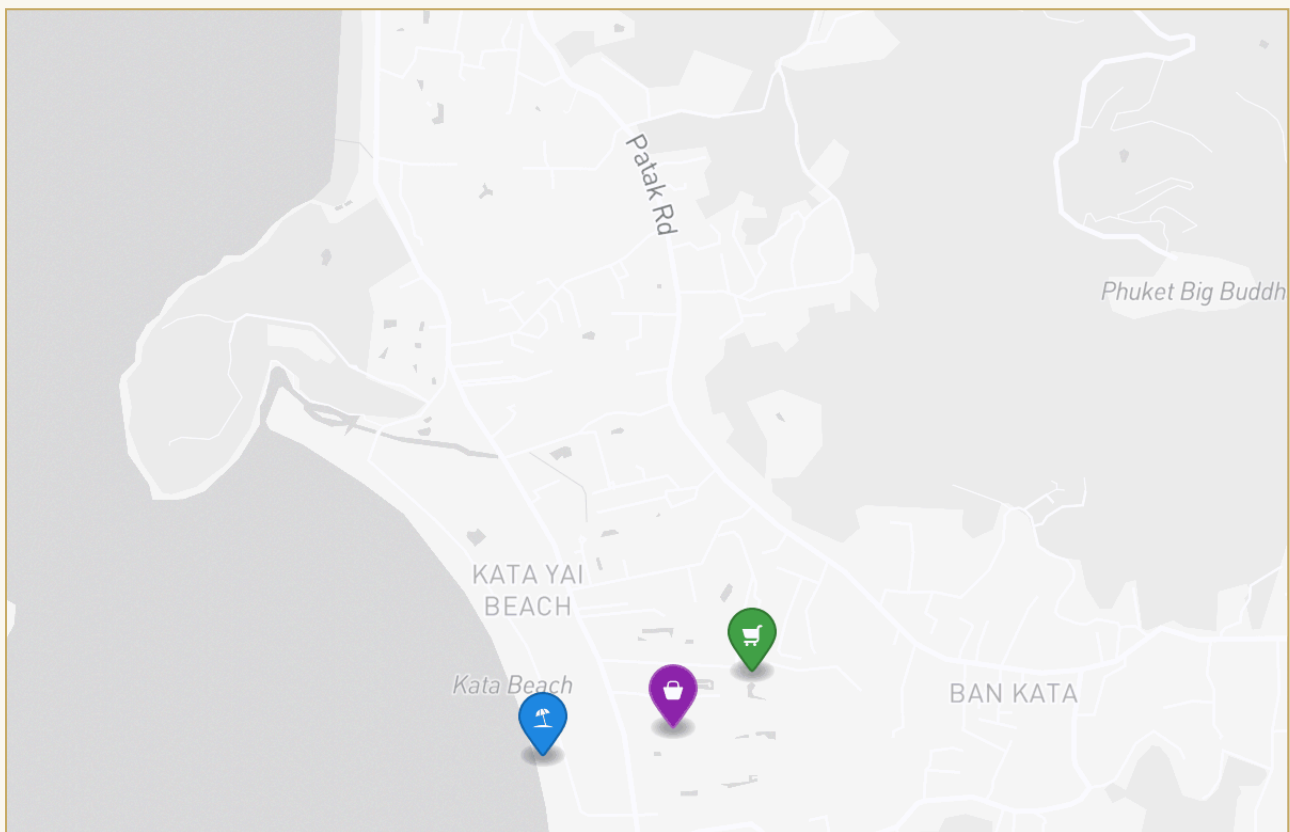 Patak Rd
Phuket Big Buddh
KATA YAI
BEACH
Kata Beach
BAN KATA